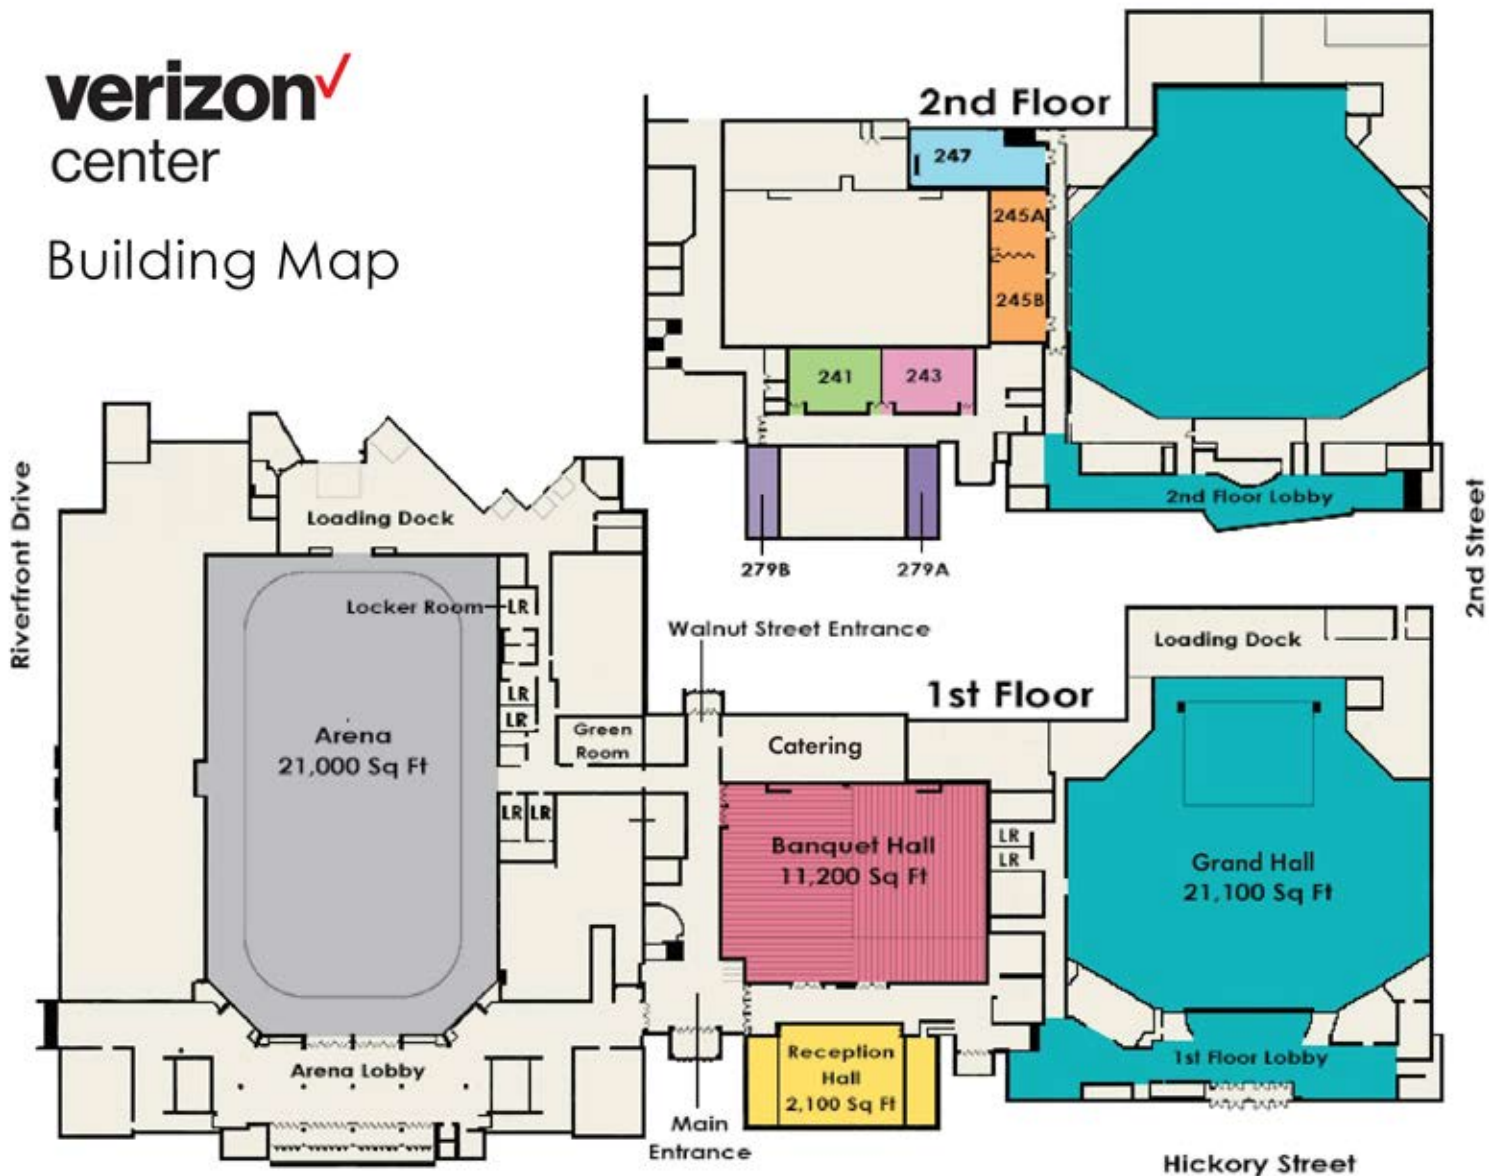 verizon
center
Building Map
2nd Floor
247
245A
245B
241
243
2nd Floor Lobby
279B
279A
Riverfront Drive
2nd Street
Loading Dock
Locker Room
LR
LR
LR
Green
Room
Arena
21,000 Sq Ft
LR
LR
Arena Lobby
Walnut Street Entrance
1st Floor
Loading Dock
Catering
Banquet Hall
11,200 Sq Ft
LR
LR
Grand Hall
21,100 Sq Ft
Reception
Hall
2,100 Sq Ft
1st Floor Lobby
Main
Entrance
Hickory Street